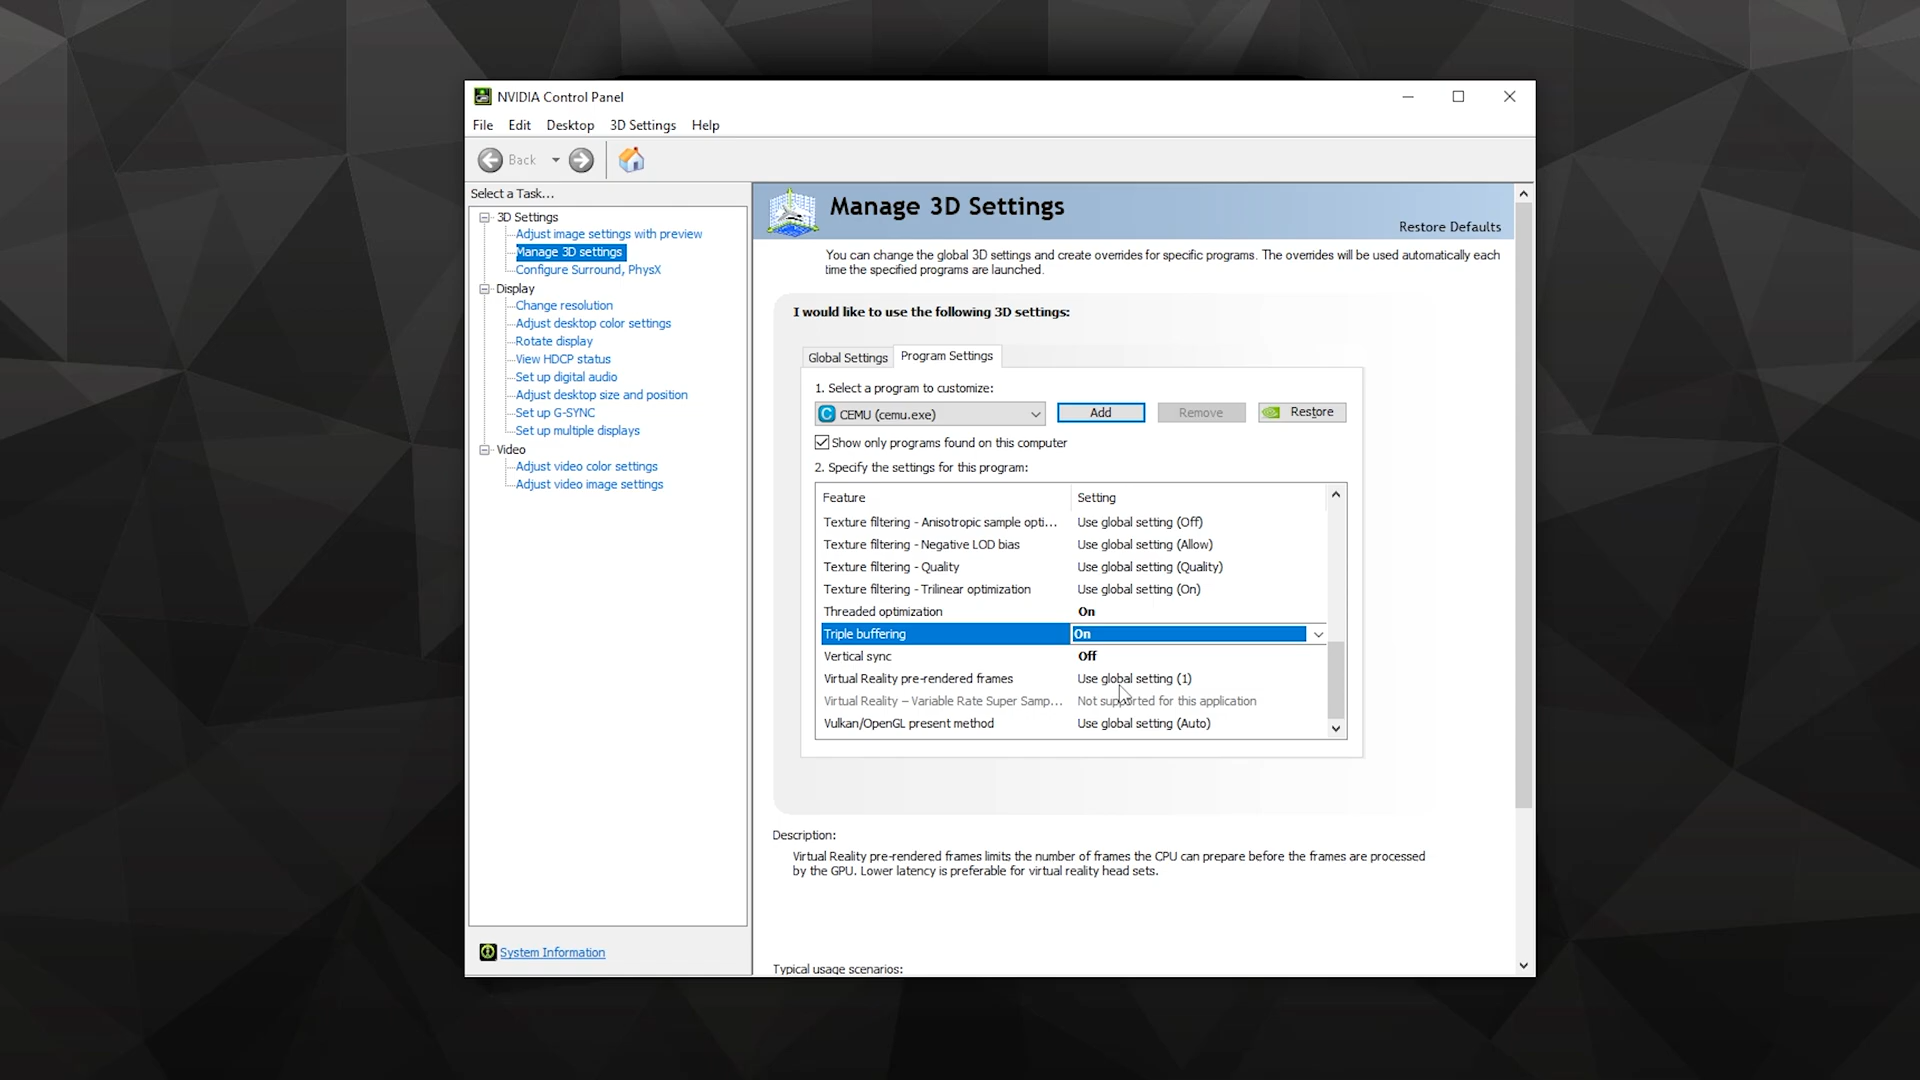 NVIDIA Control Panel
File Edit Desktop 3D Settings Help
Back
Select a Task...
3D Settings
Adjust image settings with preview
Manage 3D settings
Configure Surround, PhysX
Display
Change resolution
Adjust desktop color settings
Rotate display
View HDCP status
Set up digital audio
Adjust desktop size and position
Set up G-SYNC
Set up multiple displays
Video
Adjust video color settings
Adjust video image settings
System Information
Manage 3D Settings
Restore Defaults
You can change the global 3D settings and create overrides for specific programs. The overrides will be used automatically each
time the specified programs are launched.
I would like to use the following 3D settings:
Global Settings Program Settings
1. Select a program to customize:
CEMU (cemu.exe) Add Remove Restore
Show only programs found on this computer
2. Specify the settings for this program:
Feature Setting
Texture filtering - Anisotropic sample opti... Use global setting (Off)
Texture filtering - Negative LOD bias Use global setting (Allow)
Texture filtering - Quality Use global setting (Quality)
Texture filtering - Trilinear optimization Use global setting (On)
Threaded optimization On
Triple buffering On
Vertical sync Off
Virtual Reality pre-rendered frames Use global setting (1)
Virtual Reality – Variable Rate Super Samp... Not supported for this application
Vulkan/OpenGL present method Use global setting (Auto)
Description:
Virtual Reality pre-rendered frames limits the number of frames the CPU can prepare before the frames are processed
by the GPU. Lower latency is preferable for virtual reality head sets.
Typical usage scenarios: